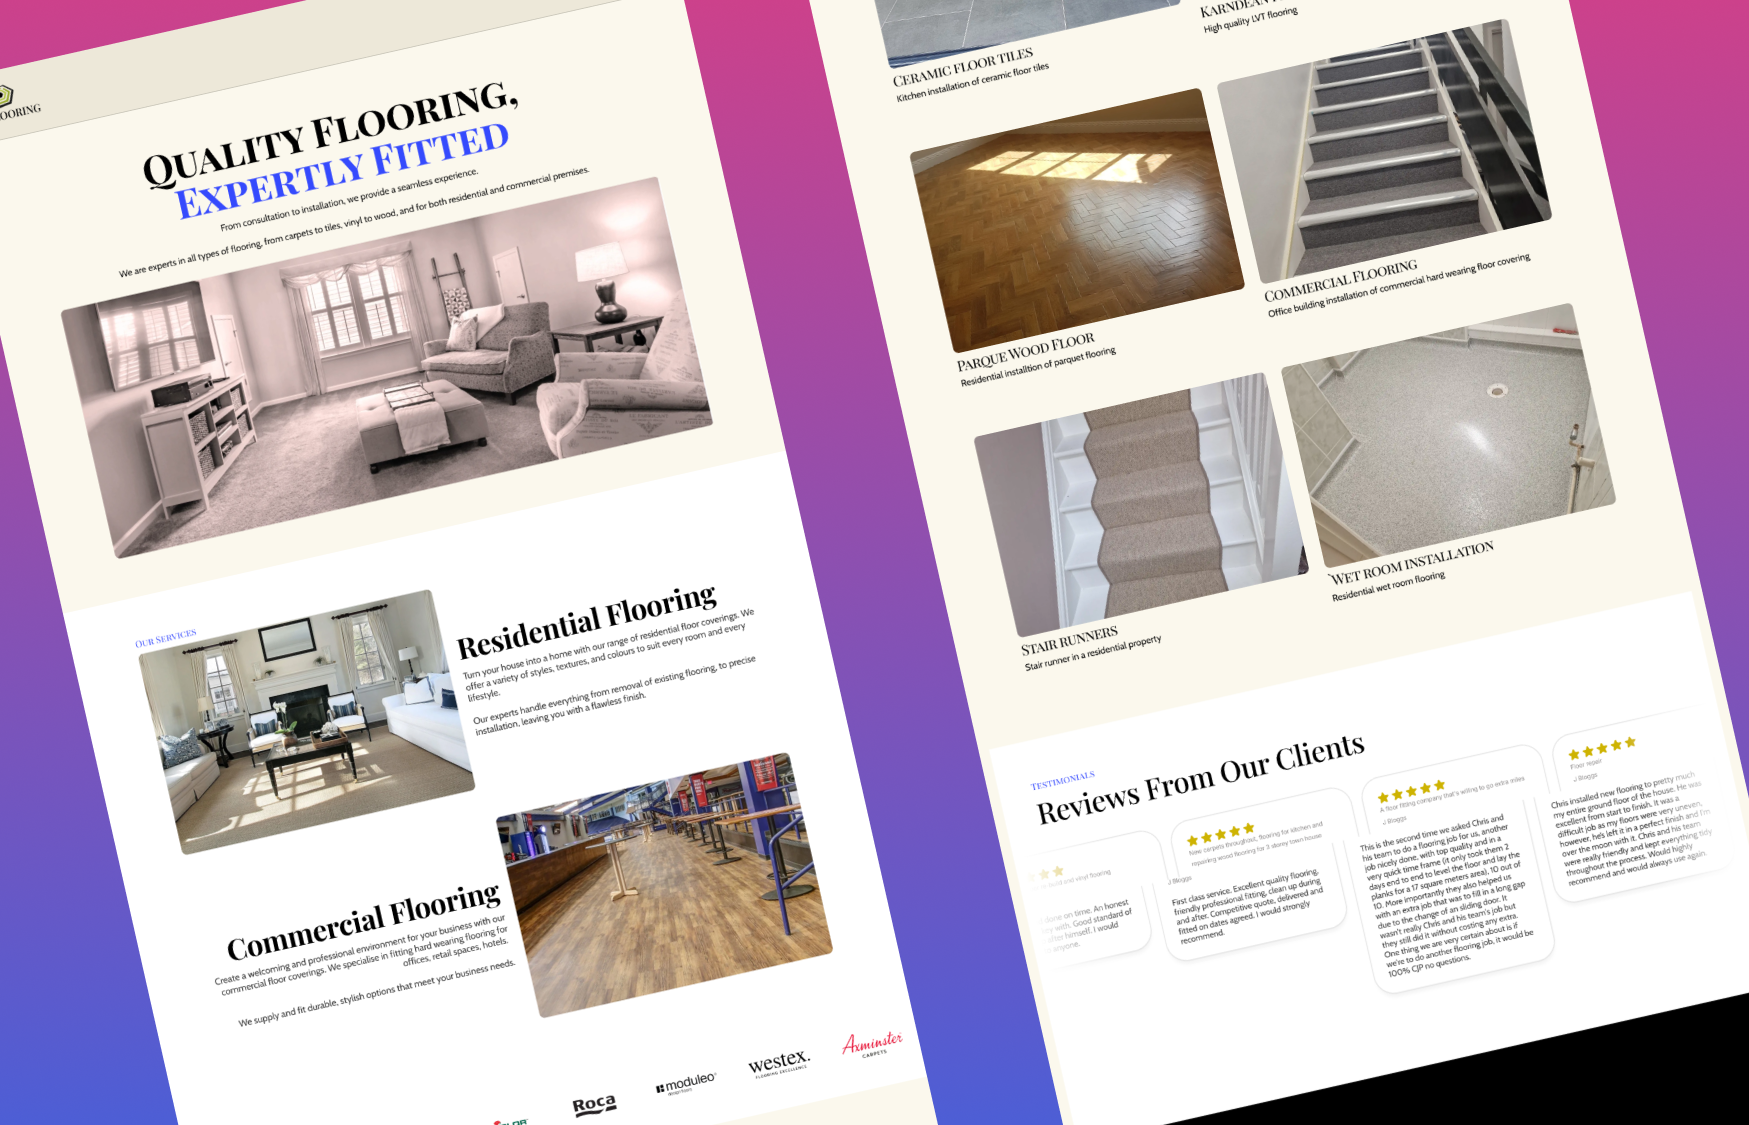 OORING
Quality Flooring,
Expertly Fitted
From consultation to installation, we provide a seamless experience.
We are experts in all types of flooring, from carpets to tiles, vinyl to wood, and for both residential and commercial premises.
Our Services
Residential Flooring
Turn your house into a home with our range of residential floor coverings. We
offer a variety of styles, textures, and colours to suit every room and every
lifestyle.
Our experts handle everything from removal of existing flooring, to precise
installation, leaving you with a flawless finish.
Commercial Flooring
Create a welcoming and professional environment for your business with our
commercial floor coverings. We specialise in fitting hard wearing flooring for
offices, retail spaces, hotels.
We supply and fit durable, stylish options that meet your business needs.
Roca
moduleo
westex.
FLOORING EXCELLENCE
Axminster
CARPETS
Ceramic Floor Tiles
Kitchen installation of ceramic floor tiles
Karndean
High quality LVT flooring
Parque Wood Floor
Residential installtion of parquet flooring
Commercial Flooring
Office building installation of commercial hard wearing floor covering
Stair Runners
Stair runner in a residential property
`Wet room installation
Residential wet room flooring
Testimonials
Reviews From Our Clients
and vinyl flooring
done on time. An honest
with. Good standard of
after himself. I would
anyone.
New carpets throughout, flooring for kitchen and
repairing wood flooring for 3 storey town house
J Bloggs
First class service. Excellent quality flooring,
friendly professional fitting, clean up during
and after. Competitive quote, delivered and
fitted on dates agreed. I would strongly
recommend.
A floor fitting company that's willing to go extra miles
J Bloggs
This is the second time we asked Chris and
his team to do a flooring job for us, another
job nicely done, with top quality and in a
very quick time frame (it only took them 2
days end to end to level the floor and lay the
planks for a 17 square meters area). 10 out of
10. More importantly they also helped us
with an extra job that was to fill in a long gap
due to the change of an sliding door. It
wasn't really Chris and his team's job but
they still did it without costing any extra.
One thing we are very certain about is if
we're to do another flooring job, it would be
100% CJP no questions.
Floor repair
J Bloggs
Chris installed new flooring to pretty much
my entire ground floor of the house. He was
excellent from start to finish. It was a
difficult job as my floors were very uneven,
however, he's left it in a perfect finish and I'm
over the moon with it. Chris and his team
were really friendly and kept everything tidy
throughout the process. Would highly
recommend and would always use again